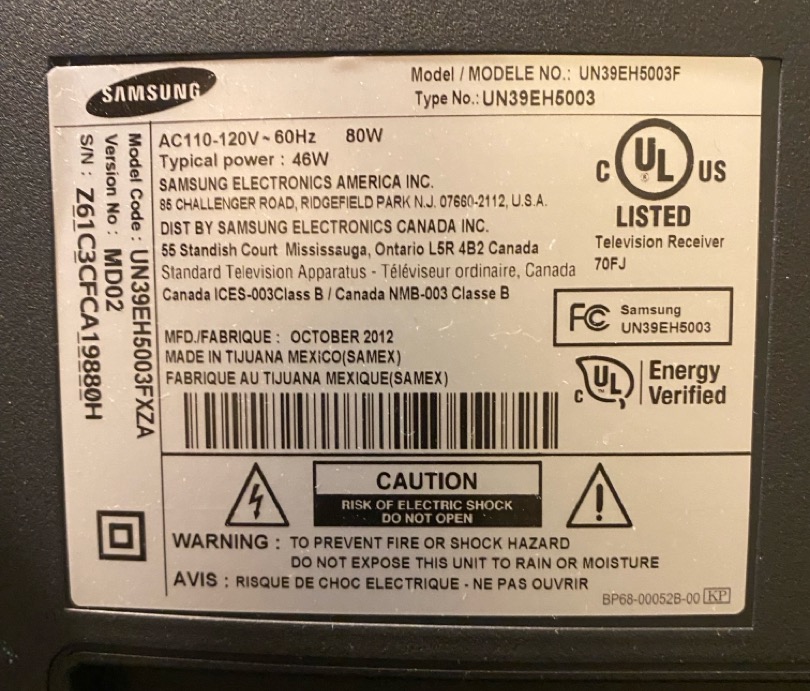 SAMSUNG
Model / MODELE NO.: UN39EH5003F
Type No.: UN39EH5003
AC110-120V~60Hz 80W
Typical power : 46W
SAMSUNG ELECTRONICS AMERICA INC.
85 CHALLENGER ROAD, RIDGEFIELD PARK N.J. 07660-2112, U.S.A.
DIST BY SAMSUNG ELECTRONICS CANADA INC.
55 Standish Court Mississauga, Ontario L5R 4B2 Canada
Standard Television Apparatus - Téléviseur ordinaire, Canada
Canada ICES-003Class B / Canada NMB-003 Classe B
C UL US
LISTED
Television Receiver
70FJ
FC Samsung
UN39EH5003
MFD./FABRIQUE : OCTOBER 2012
MADE IN TIJUANA MEXICO(SAMEX)
FABRIQUE AU TIJUANA MEXIQUE(SAMEX)
C UL Energy
Verified
Model Code : UN39EH5003FXZA
Version No : MD02
S/N : Z61C3CFCA19880H
CAUTION
RISK OF ELECTRIC SHOCK
DO NOT OPEN
WARNING : TO PREVENT FIRE OR SHOCK HAZARD
DO NOT EXPOSE THIS UNIT TO RAIN OR MOISTURE
AVIS : RISQUE DE CHOC ELECTRIQUE - NE PAS OUVRIR
BP68-00052B-00 KP